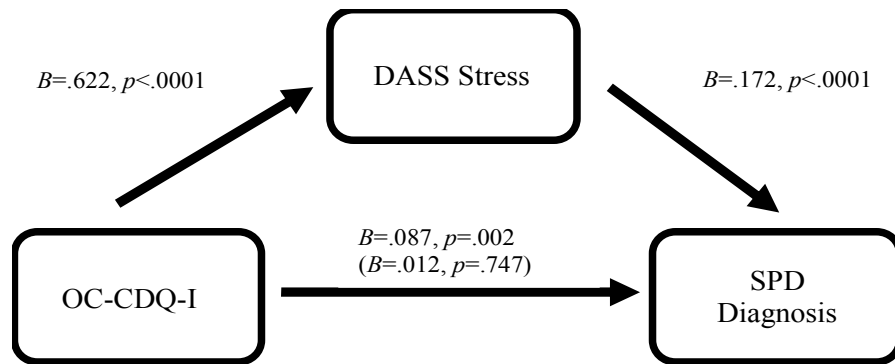 DASS Stress
B=.622, p<.0001
B=.172, p<.0001
B=.087, p=.002
(B=.012, p=.747)
OC-CDQ-I
SPD
Diagnosis